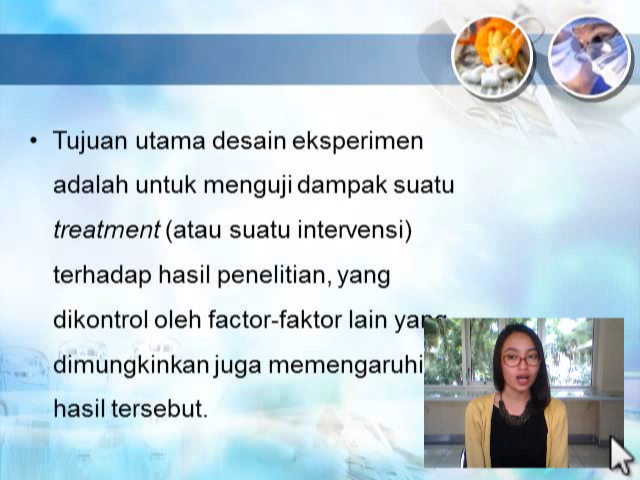 • Tujuan utama desain eksperimen
adalah untuk menguji dampak suatu
treatment (atau suatu intervensi)
terhadap hasil penelitian, yang
dikontrol oleh factor-faktor lain yang
dimungkinkan juga memengaruhi
hasil tersebut.